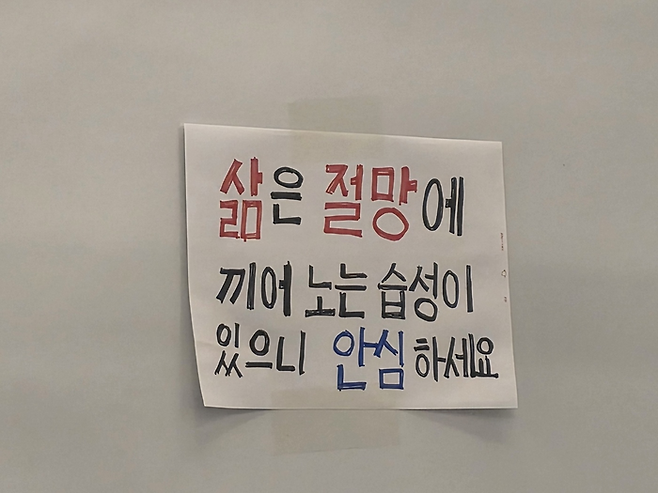 삶은 절망에
끼어 노는 습성이
있으니 안심하세요